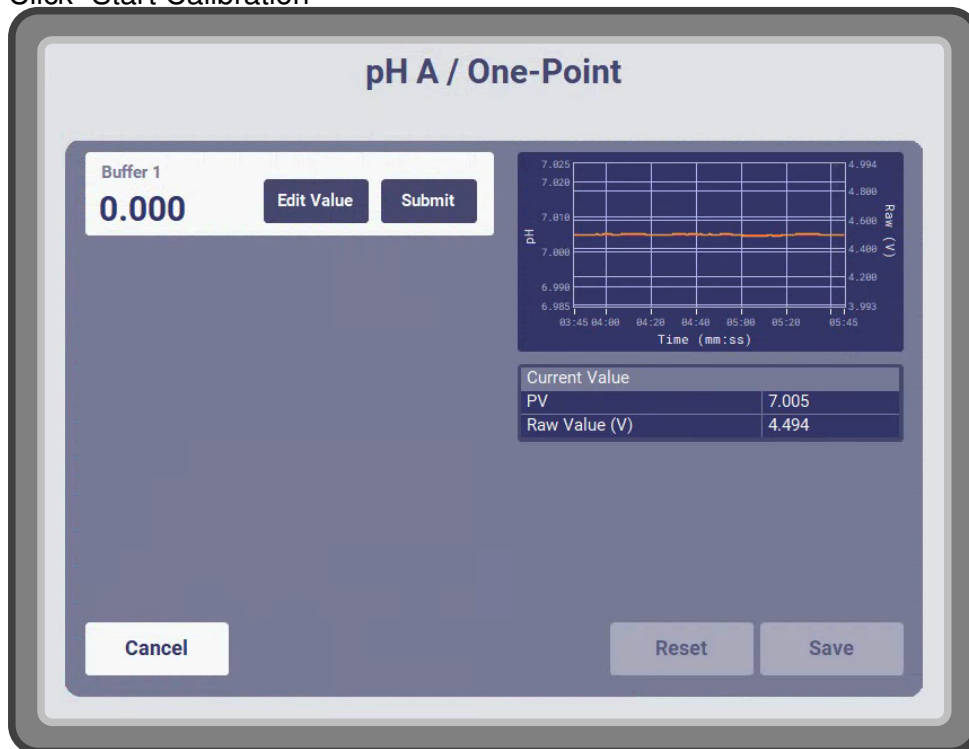 Click "Start Calibration"
pH A / One-Point
Buffer 1
0.000
Edit Value
Submit
7.025
7.020
7.010
7.000
6.990
6.985
pH
4.994
4.800
4.600
4.400
4.200
3.993
Raw (V)
03:45 04:00 04:20 04:40 05:00 05:20 05:45
Time (mm:ss)
Current Value
PV 7.005
Raw Value (V) 4.494
Cancel
Reset
Save